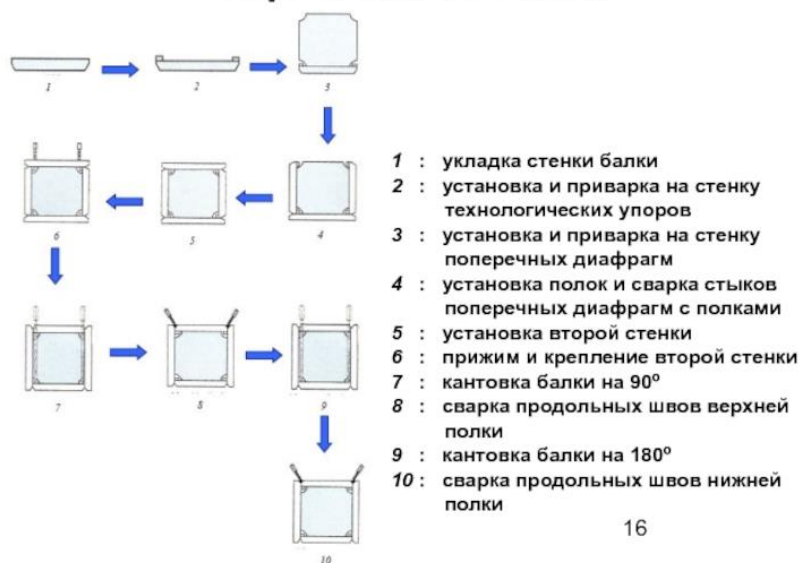 1
2
3
6
5
4
7
8
9
10
1 : укладка стенки балки
2 : установка и приварка на стенку
технологических упоров
3 : установка и приварка на стенку
поперечных диафрагм
4 : установка полок и сварка стыков
поперечных диафрагм с полками
5 : установка второй стенки
6 : прижим и крепление второй стенки
7 : кантовка балки на 90º
8 : сварка продольных швов верхней
полки
9 : кантовка балки на 180º
10 : сварка продольных швов нижней
полки
16